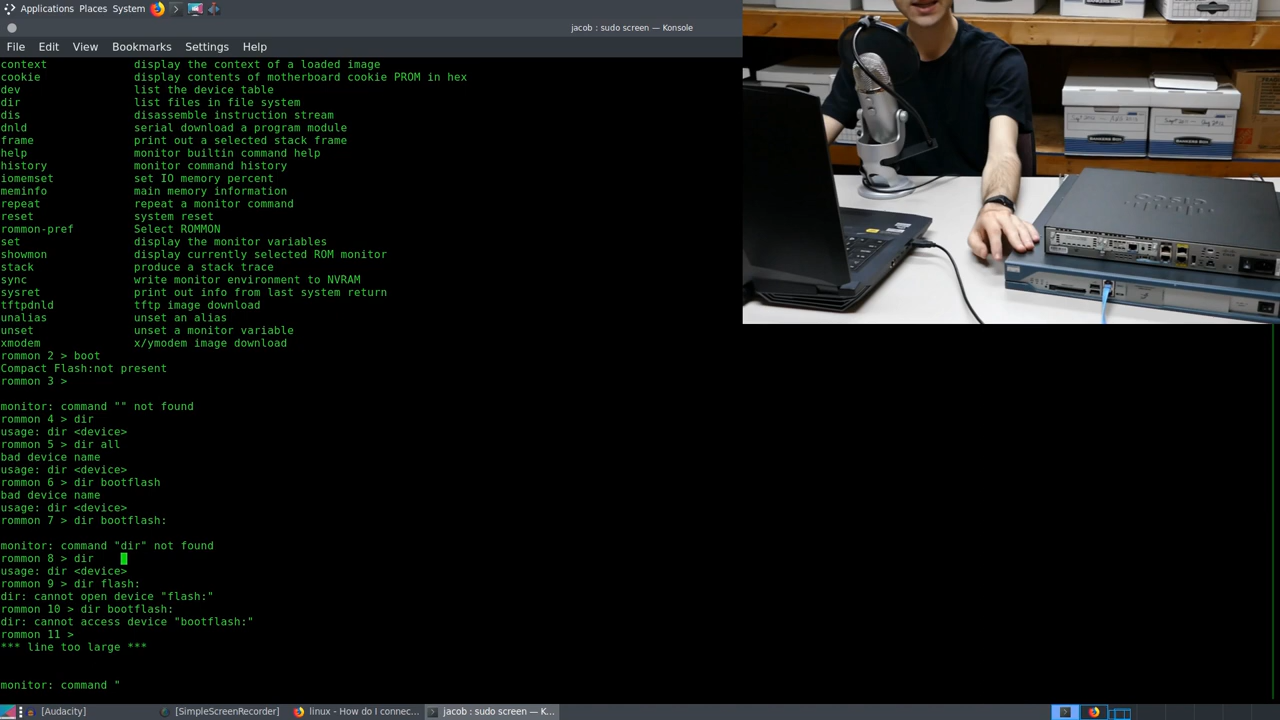 Applications Places System
jacob : sudo screen — Konsole
File Edit View Bookmarks Settings Help
context display the context of a loaded image
cookie display contents of motherboard cookie PROM in hex
dev list the device table
dir list files in file system
dis disassemble instruction stream
dnld serial download a program module
frame print out a selected stack frame
help monitor builtin command help
history monitor command history
iomemset set IO memory percent
meminfo main memory information
repeat repeat a monitor command
reset system reset
rommon-pref Select ROMMON
set display the monitor variables
showmon display currently selected ROM monitor
stack produce a stack trace
sync write monitor environment to NVRAM
sysret print out info from last system return
tftpdnld tftp image download
unalias unset an alias
unset unset a monitor variable
xmodem x/ymodem image download
rommon 2 > boot
Compact Flash:not present
rommon 3 >
monitor: command "" not found
rommon 4 > dir
usage: dir <device>
rommon 5 > dir all
bad device name
usage: dir <device>
rommon 6 > dir bootflash
bad device name
usage: dir <device>
rommon 7 > dir bootflash:
monitor: command "dir" not found
rommon 8 > dir
usage: dir <device>
rommon 9 > dir flash:
dir: cannot open device "flash:"
rommon 10 > dir bootflash:
dir: cannot access device "bootflash:"
rommon 11 >
*** line too large ***
monitor: command "
CISCO
[Audacity] [SimpleScreenRecorder] linux - How do I connec... jacob : sudo screen — K...